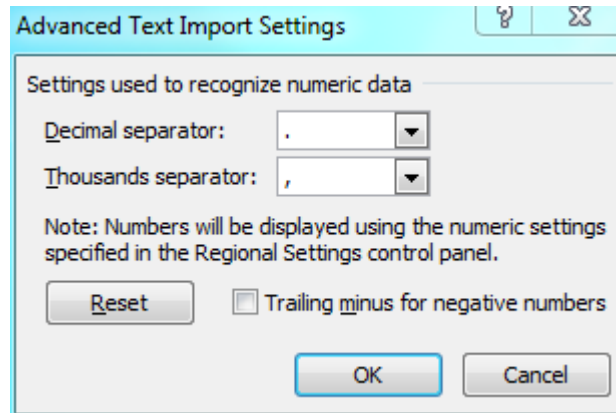 Advanced Text Import Settings
Settings used to recognize numeric data
Decimal separator: .
Thousands separator: ,
Note: Numbers will be displayed using the numeric settings
specified in the Regional Settings control panel.
Reset Trailing minus for negative numbers
OK Cancel